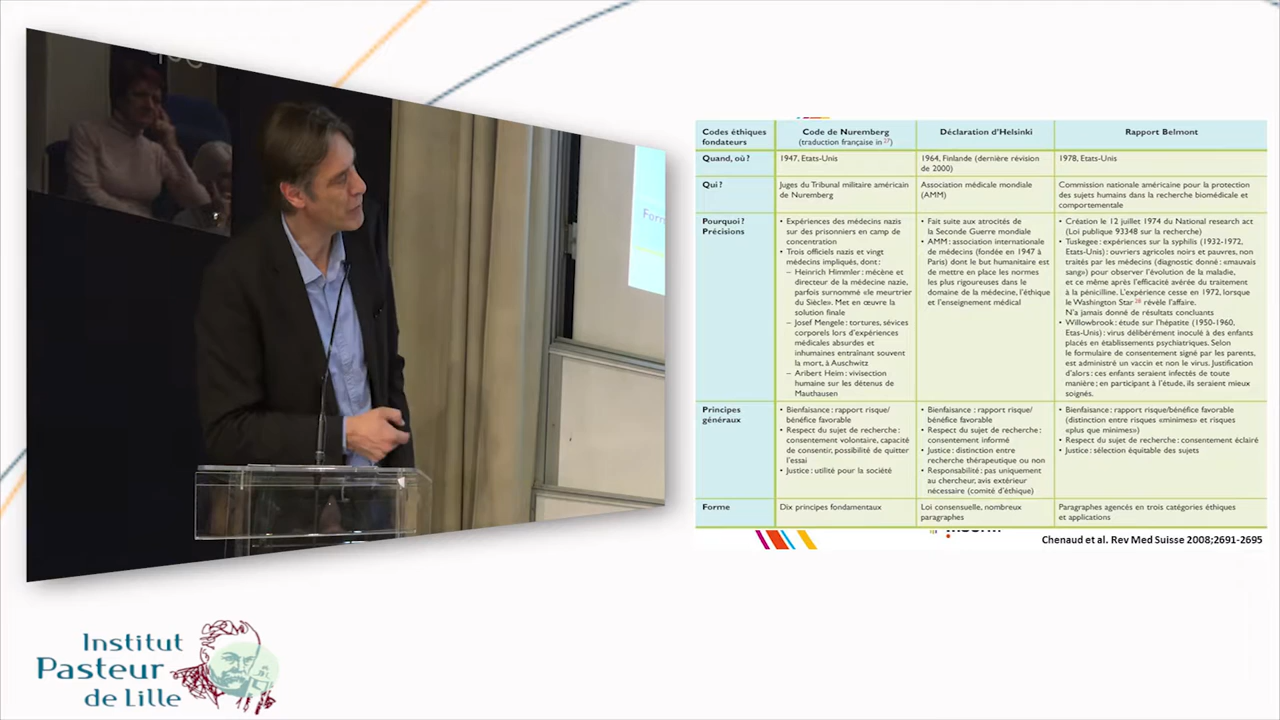 Codes éthiques
fondateurs
Code de Nuremberg
(traduction française in 27)
Déclaration d'Helsinki
Rapport Belmont
Quand, où ?
1947, Etats-Unis
1964, Finlande (dernière révision
de 2000)
1978, Etats-Unis
Qui ?
Juges du Tribunal militaire américain
de Nuremberg
Association médicale mondiale
(AMM)
Commission nationale américaine pour la protection
des sujets humains dans la recherche biomédicale et
comportementale
Pourquoi ?
Précisions
• Expériences des médecins nazis
sur des prisonniers en camp de
concentration
• Trois officiels nazis et vingt
médecins impliqués, dont :
– Heinrich Himmler : mécène et
directeur de la médecine nazie,
parfois surnommé «le meurtrier
du Siècle». Met en œuvre la
solution finale
– Josef Mengele : tortures, sévices
corporels lors d'expériences
médicales absurdes et
inhumaines entraînant souvent
la mort, à Auschwitz
– Aribert Heim : vivisection
humaine sur les détenus de
Mauthausen
• Fait suite aux atrocités de
la Seconde Guerre mondiale
• AMM : association internationale
de médecins (fondée en 1947 à
Paris) dont le but humanitaire est
de mettre en place les normes
les plus rigoureuses dans le
domaine de la médecine, l'éthique
et l'enseignement médical
• Création le 12 juillet 1974 du National research act
(Loi publique 93348 sur la recherche)
• Tuskegee : expériences sur la syphilis (1932-1972,
Etats-Unis) : ouvriers agricoles noirs et pauvres, non
traités par les médecins (diagnostic donné : «mauvais
sang») pour observer l'évolution de la maladie,
et ce même après l'efficacité avérée du traitement
à la pénicilline. L'expérience cesse en 1972, lorsque
le Washington Star 28 révèle l'affaire.
N'a jamais donné de résultats concluants
• Willowbrook : étude sur l'hépatite (1950-1960,
Etas-Unis) : virus délibérément inoculé à des enfants
placés en établissements psychiatriques. Selon
le formulaire de consentement signé par les parents,
est administré un vaccin et non le virus. Justification
d'alors : ces enfants seraient infectés de toute
manière ; en participant à l'étude, ils seraient mieux
soignés.
Principes
généraux
• Bienfaisance : rapport risque/
bénéfice favorable
• Respect du sujet de recherche :
consentement volontaire, capacité
de consentir, possibilité de quitter
l'essai
• Justice : utilité pour la société
• Bienfaisance : rapport risque/
bénéfice favorable
• Respect du sujet de recherche :
consentement informé
• Justice : distinction entre
recherche thérapeutique ou non
• Responsabilité : pas uniquement
au chercheur, avis extérieur
nécessaire (comité d'éthique)
• Bienfaisance : rapport risque/bénéfice favorable
(distinction entre risques «minimes» et risques
«plus que minimes»)
• Respect du sujet de recherche : consentement éclairé
• Justice : sélection équitable des sujets
Forme
Dix principes fondamentaux
Loi consensuelle, nombreux
paragraphes
Paragraphes agencés en trois catégories éthiques
et applications
Chenaud et al. Rev Med Suisse 2008;2691-2695
Institut
Pasteur
de Lille